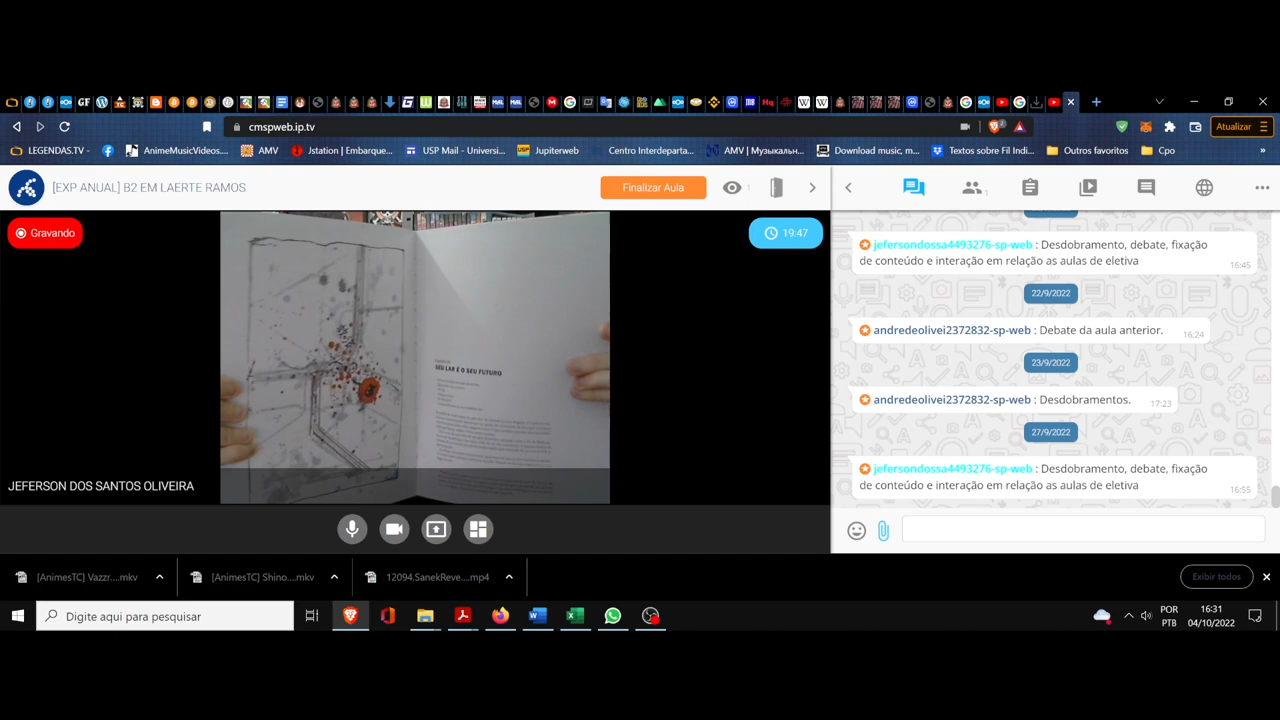 cmspweb.ip.tv
Atualizar
LEGENDAS.TV -
AnimeMusicVideos....
AMV
Jstation | Embarque...
USP Mail - Universi...
Jupiterweb
Centro Interdeparta...
AMV | Музыкальн...
Download music, m...
Textos sobre Fil Indi...
Outros favoritos
Cpo
»
[EXP ANUAL] B2 EM LAERTE RAMOS
Finalizar Aula
1
1
Gravando
19:47
SEU LAR É O SEU FUTURO
JEFERSON DOS SANTOS OLIVEIRA
jefersondossa4493276-sp-web : Desdobramento, debate, fixação
de conteúdo e interação em relação as aulas de eletiva
16:45
22/9/2022
andredeolivei2372832-sp-web : Debate da aula anterior.
16:24
23/9/2022
andredeolivei2372832-sp-web : Desdobramentos.
17:23
27/9/2022
jefersondossa4493276-sp-web : Desdobramento, debate, fixação
de conteúdo e interação em relação as aulas de eletiva
16:55
[AnimesTC] Vazzr....mkv
[AnimesTC] Shino....mkv
12094.SanekReve....mp4
Exibir todos
Digite aqui para pesquisar
POR
PTB
16:31
04/10/2022